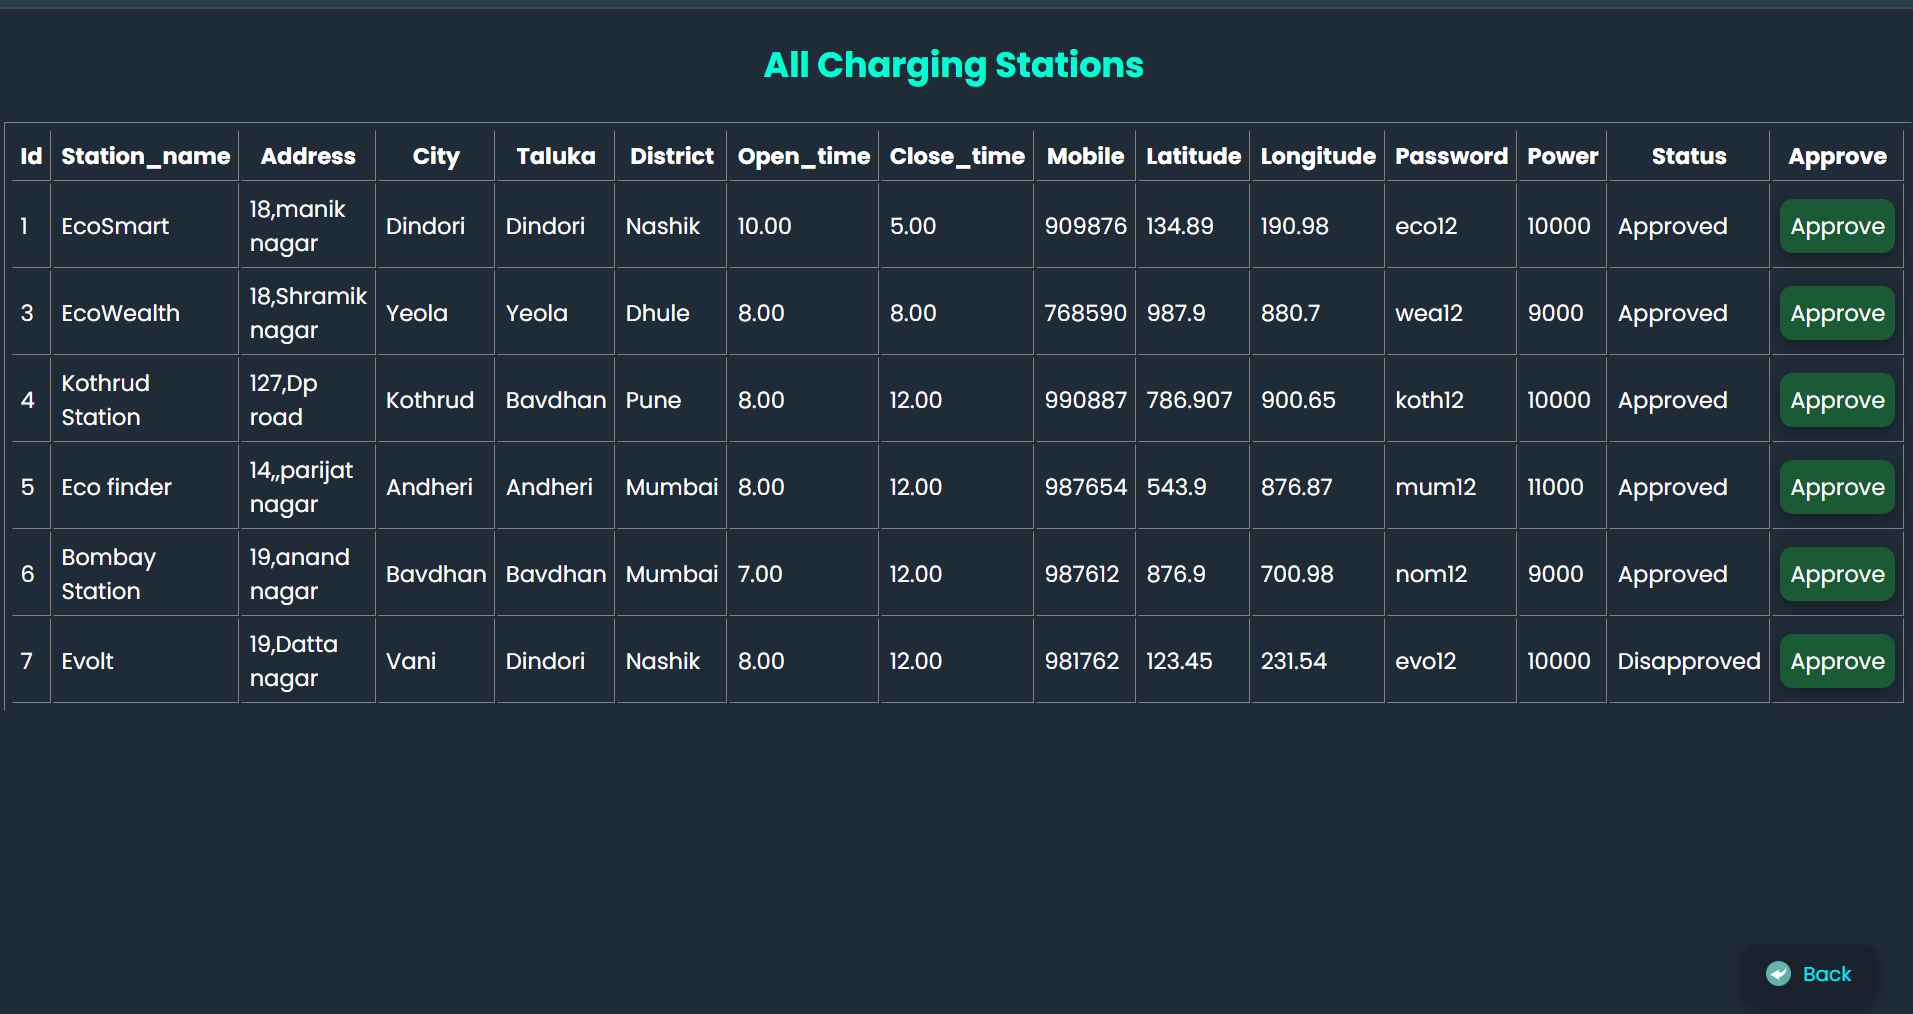 All Charging Stations
Id Station_name Address City Taluka District Open_time Close_time Mobile Latitude Longitude Password Power Status Approve
1 EcoSmart 18,manik nagar Dindori Dindori Nashik 10.00 5.00 909876 134.89 190.98 eco12 10000 Approved Approve
3 EcoWealth 18,Shramik nagar Yeola Yeola Dhule 8.00 8.00 768590 987.9 880.7 wea12 9000 Approved Approve
4 Kothrud Station 127,Dp road Kothrud Bavdhan Pune 8.00 12.00 990887 786.907 900.65 koth12 10000 Approved Approve
5 Eco finder 14,,parijat nagar Andheri Andheri Mumbai 8.00 12.00 987654 543.9 876.87 mum12 11000 Approved Approve
6 Bombay Station 19,anand nagar Bavdhan Bavdhan Mumbai 7.00 12.00 987612 876.9 700.98 nom12 9000 Approved Approve
7 Evolt 19,Datta nagar Vani Dindori Nashik 8.00 12.00 981762 123.45 231.54 evo12 10000 Disapproved Approve
Back